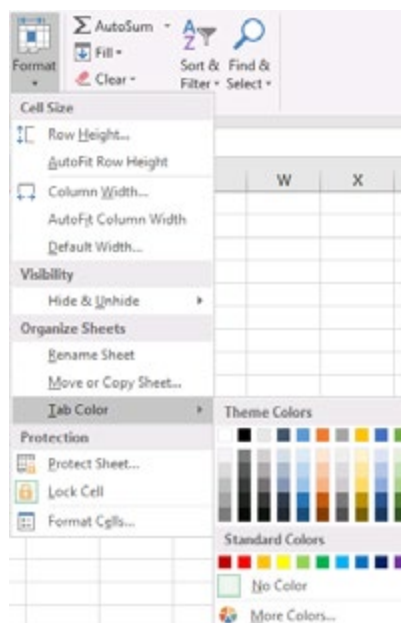 AutoSum
Fill
Clear
Format
Sort &
Filter
Find &
Select
Cell Size
Row Height...
AutoFit Row Height
Column Width...
AutoFit Column Width
Default Width...
Visibility
Hide & Unhide
Organize Sheets
Rename Sheet
Move or Copy Sheet...
Tab Color
Protection
Protect Sheet...
Lock Cell
Format Cells...
W X
Theme Colors
Standard Colors
No Color
More Colors...